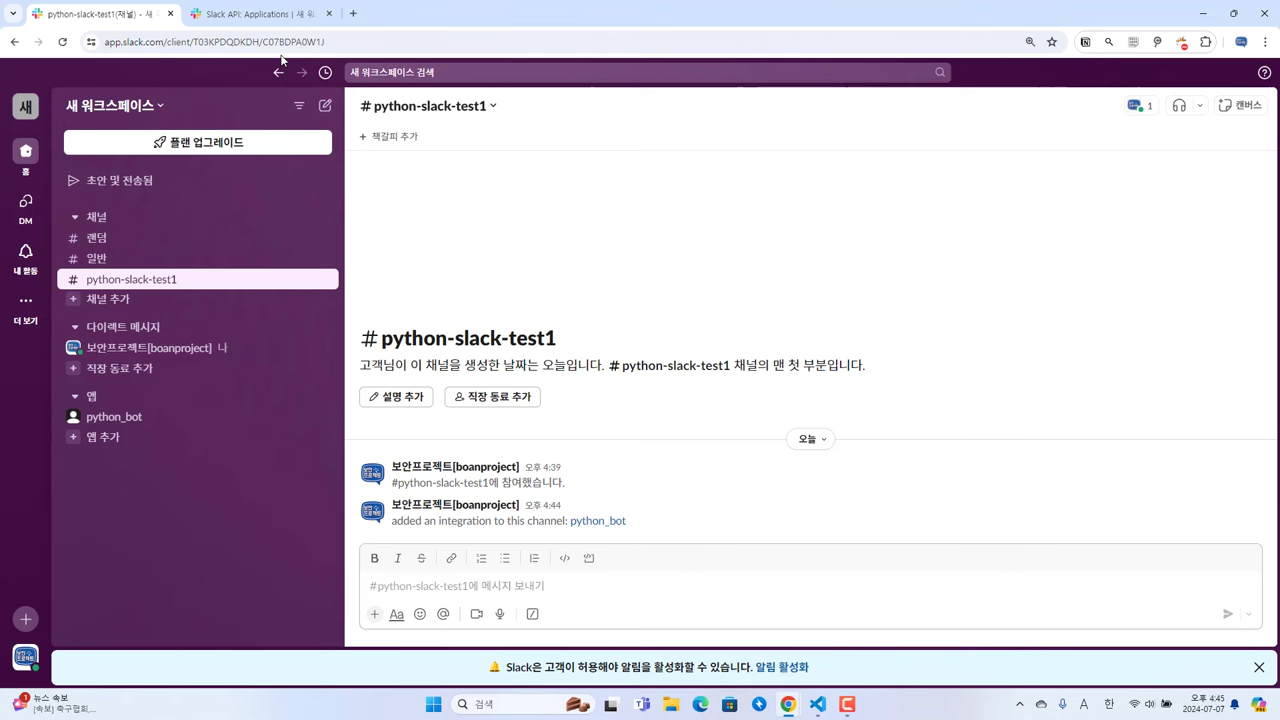 python-slack-test1(채널) - 새
Slack API: Applications | 새 워
app.slack.com/client/T03KPDQDKDH/C07BDPA0W1J
새 워크스페이스 검색
새
새 워크스페이스
플랜 업그레이드
홈
DM
내 활동
더 보기
초안 및 전송됨
채널
# 랜덤
# 일반
# python-slack-test1
+ 채널 추가
다이렉트 메시지
보안프로젝트[boanproject] 나
+ 직장 동료 추가
앱
python_bot
+ 앱 추가
# python-slack-test1
1
캔버스
+ 책갈피 추가
# python-slack-test1
고객님이 이 채널을 생성한 날짜는 오늘입니다. # python-slack-test1 채널의 맨 첫 부분입니다.
설명 추가
직장 동료 추가
오늘
보안프로젝트[boanproject] 오후 4:39
#python-slack-test1에 참여했습니다.
보안프로젝트[boanproject] 오후 4:44
added an integration to this channel: python_bot
B I S
#python-slack-test1에 메시지 보내기
Aa
Slack은 고객이 허용해야 알림을 활성화할 수 있습니다. 알림 활성화
1
뉴스 속보
[속보] 축구협회,...
검색
A
한
오후 4:45
2024-07-07